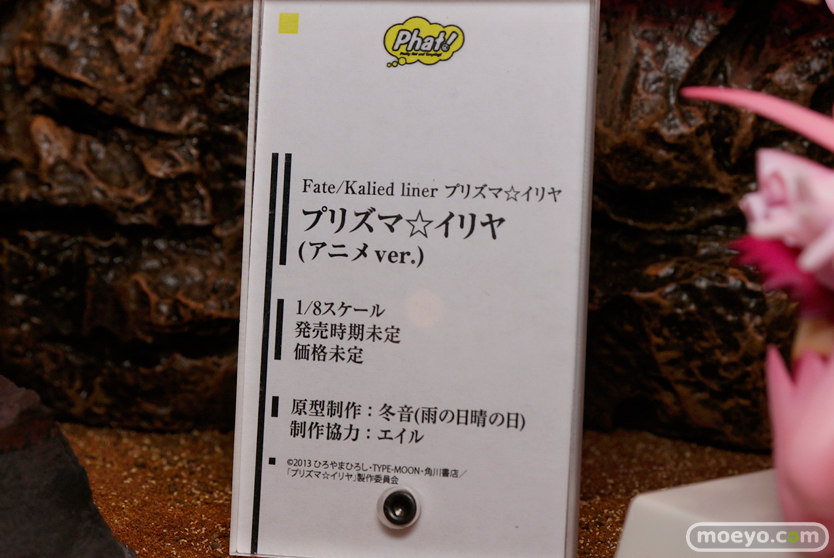 Phat!
Fate/Kalied liner プリズマ☆イリヤ
プリズマ☆イリヤ
(アニメver.)
1/8スケール
発売時期未定
価格未定
原型制作：冬音(雨の日晴の日)
制作協力：エイル
©2013 ひろやまひろし・TYPE-MOON・角川書店／
「プリズマ☆イリヤ」製作委員会
moeyo.com